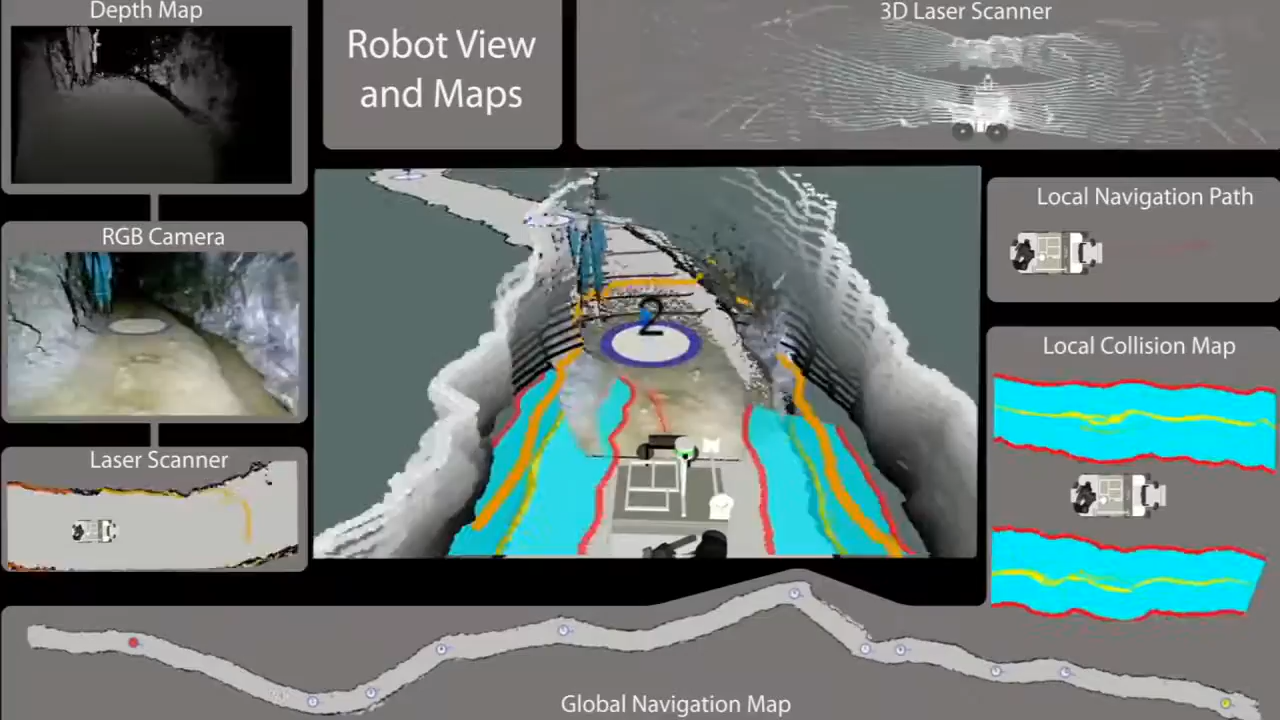 Depth Map
Robot View
and Maps
3D Laser Scanner
RGB Camera
Local Navigation Path
2
Local Collision Map
Laser Scanner
Global Navigation Map